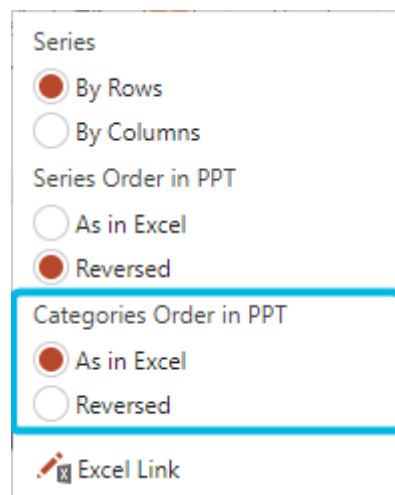 Series
By Rows
By Columns
Series Order in PPT
As in Excel
Reversed
Categories Order in PPT
As in Excel
Reversed
Excel Link